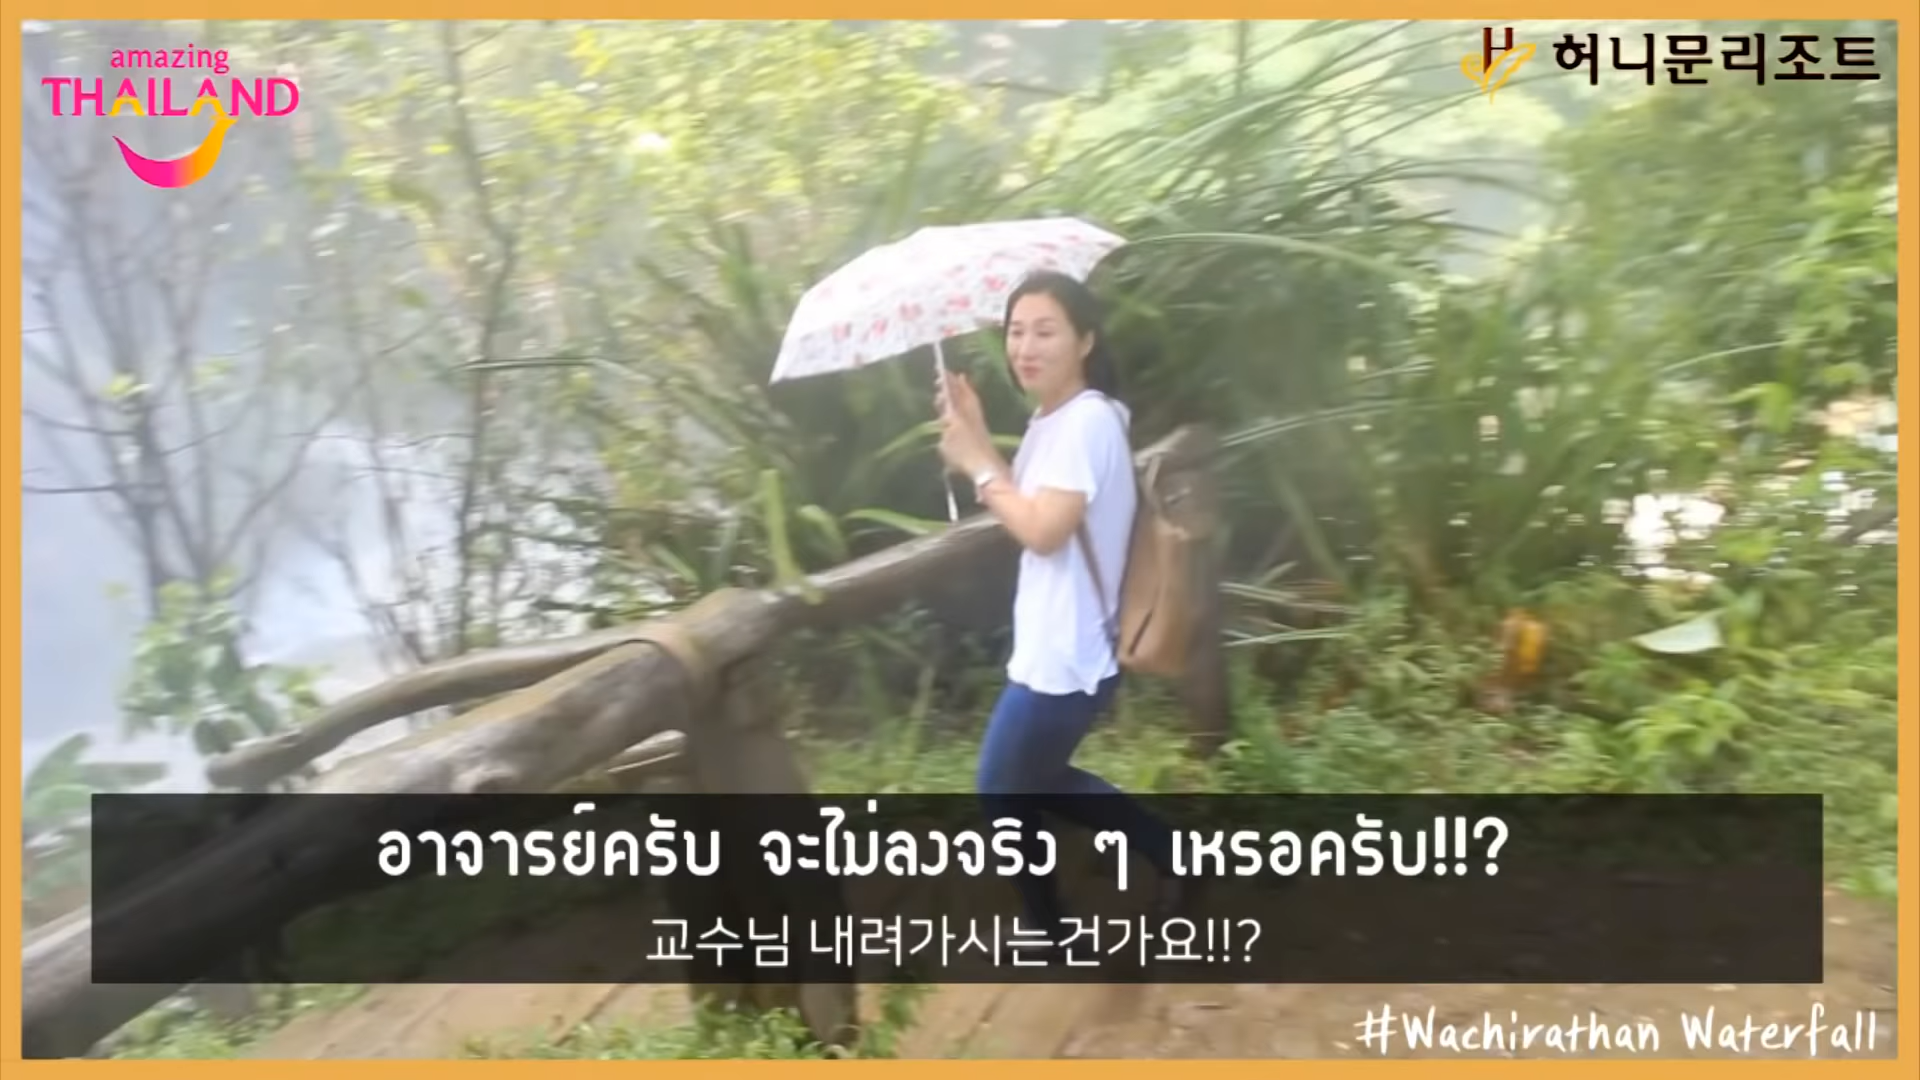 amazing
THAILAND
허니문리조트
อาจารย์ครับ จะไม่ลงจริง ๆ เหรอครับ!!?
교수님 내려가시는건가요!!?
#Wachirathan Waterfall